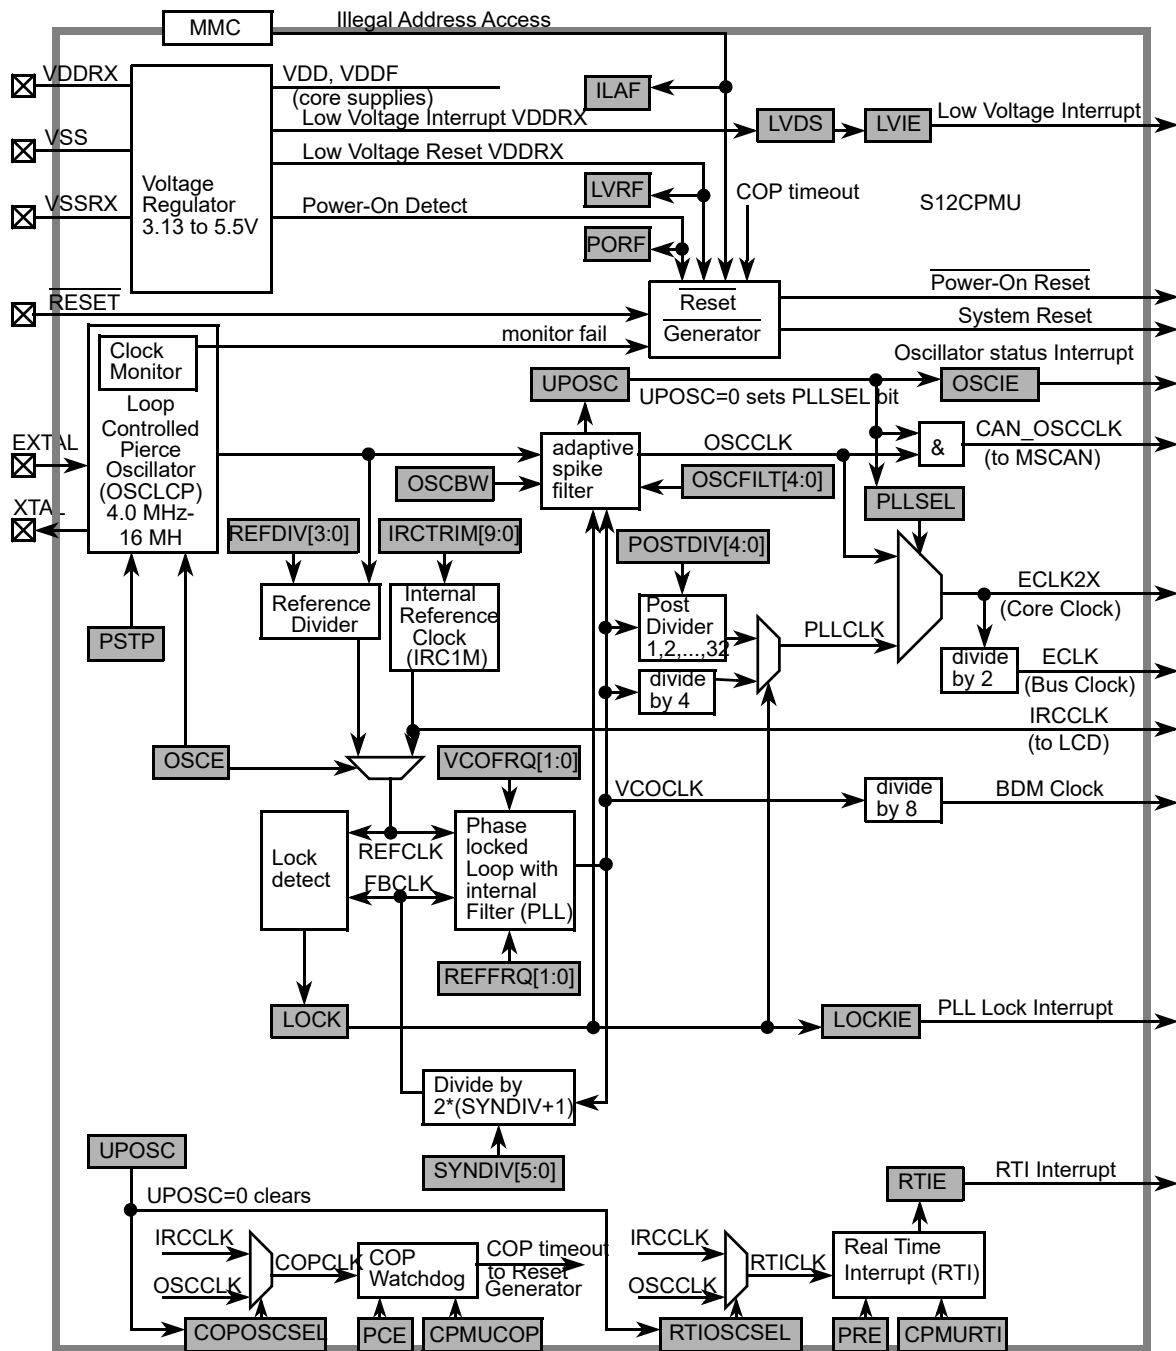 MMC
Illegal Address Access
VDDRX
VSS
VSSRX
Voltage
Regulator
3.13 to 5.5V
VDD, VDDF
(core supplies)
Low Voltage Interrupt VDDRX
Low Voltage Reset VDDRX
Power-On Detect
ILAF
LVRF
PORF
LVDS
LVIE
Low Voltage Interrupt
COP timeout
S12CPMU
RESET
Reset
Generator
Power-On Reset
System Reset
monitor fail
Clock
Monitor
Loop
Controlled
Pierce
Oscillator
(OSCLCP)
4.0 MHz-
16 MH
EXTAL
XTAL
UPOSC
UPOSC=0 sets PLLSEL bit
Oscillator status Interrupt
OSCIE
adaptive
spike
filter
OSCCLK
OSCBW
OSCFILT[4:0]
&
CAN_OSCCLK
(to MSCAN)
PLLSEL
REFDIV[3:0]
IRCTRIM[9:0]
POSTDIV[4:0]
Reference
Divider
Internal
Reference
Clock
(IRC1M)
Post
Divider
1,2,...,32
divide
by 4
PLLCLK
ECLK2X
(Core Clock)
divide
by 2
ECLK
(Bus Clock)
IRCCLK
(to LCD)
PSTP
OSCE
VCOFRQ[1:0]
VCOCLK
divide
by 8
BDM Clock
Lock
detect
REFCLK
FBCLK
Phase
locked
Loop with
internal
Filter (PLL)
REFFRQ[1:0]
LOCK
LOCKIE
PLL Lock Interrupt
Divide by
2*(SYNDIV+1)
SYNDIV[5:0]
UPOSC
UPOSC=0 clears
IRCCLK
OSCCLK
COPCLK
COP
Watchdog
COP timeout
to Reset
Generator
COPOSCSEL
PCE
CPMUCOP
IRCCLK
OSCCLK
RTICLK
Real Time
Interrupt (RTI)
RTIE
RTI Interrupt
RTIOSCSEL
PRE
CPMURTI